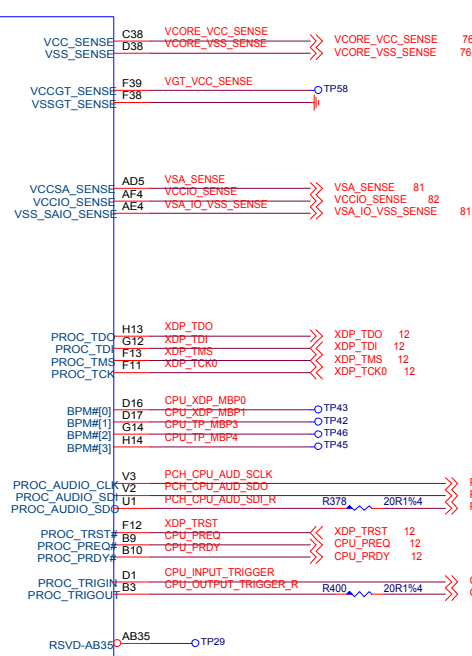 VCC_SENSE C38 VCORE_VCC_SENSE VCORE_VCC_SENSE 76
VSS_SENSE D38 VCORE_VSS_SENSE VCORE_VSS_SENSE 76
VCCGT_SENSE F39 VGT_VCC_SENSE TP58
VSSGT_SENSE F38
VCCSA_SENSE AD5 VSA_SENSE VSA_SENSE 81
VCCIO_SENSE AF4 VCCIO_SENSE VCCIO_SENSE 82
VSS_SAIO_SENSE AE4 VSA_IO_VSS_SENSE VSA_IO_VSS_SENSE 81
PROC_TDO H13 XDP_TDO XDP_TDO 12
PROC_TDI G12 XDP_TDI XDP_TDI 12
PROC_TMS F13 XDP_TMS XDP_TMS 12
PROC_TCK F11 XDP_TCK0 XDP_TCK0 12
BPM#[0] D16 CPU_XDP_MBP0 TP43
BPM#[1] D17 CPU_XDP_MBP1 TP42
BPM#[2] G14 CPU_TP_MBP3 TP46
BPM#[3] H14 CPU_TP_MBP4 TP45
PROC_AUDIO_CLK V3 PCH_CPU_AUD_SCLK
PROC_AUDIO_SDI V2 PCH_CPU_AUD_SDO
PROC_AUDIO_SDO U1 PCH_CPU_AUD_SDI_R R378 20R1%4
PROC_TRST# F12 XDP_TRST XDP_TRST 12
PROC_PREQ# B9 CPU_PREQ CPU_PREQ 12
PROC_PRDY# B10 CPU_PRDY CPU_PRDY 12
PROC_TRIGIN D1 CPU_INPUT_TRIGGER
PROC_TRIGOUT B3 CPU_OUTPUT_TRIGGER_R R400 20R1%4
RSVD-AB35 AB35 TP29